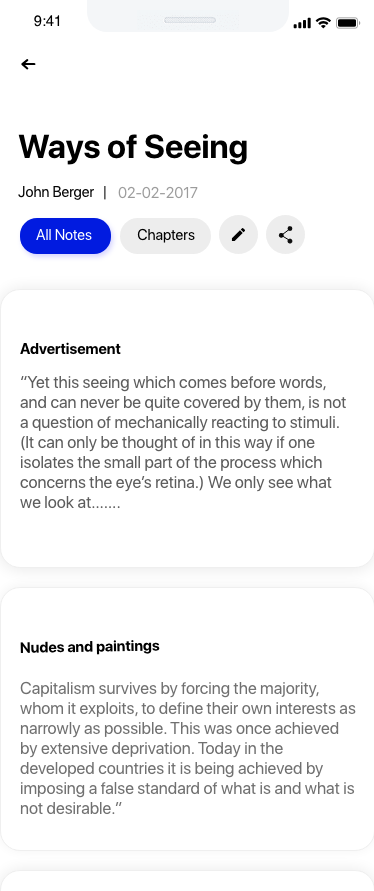 9:41
Ways of Seeing
John Berger | 02-02-2017
All Notes Chapters
Advertisement
“Yet this seeing which comes before words,
and can never be quite covered by them, is not
a question of mechanically reacting to stimuli.
(It can only be thought of in this way if one
isolates the small part of the process which
concerns the eye’s retina.) We only see what
we look at.......
Nudes and paintings
Capitalism survives by forcing the majority,
whom it exploits, to define their own interests as
narrowly as possible. This was once achieved
by extensive deprivation. Today in the
developed countries it is being achieved by
imposing a false standard of what is and what is
not desirable.”